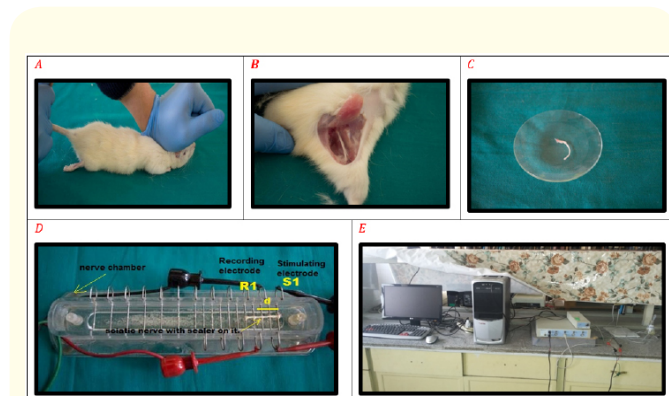 A
B
C
D
E
nerve chamber
Recording
electrode
Stimulating
electrode
R1
S1
d
sciatic nerve with sealer on it